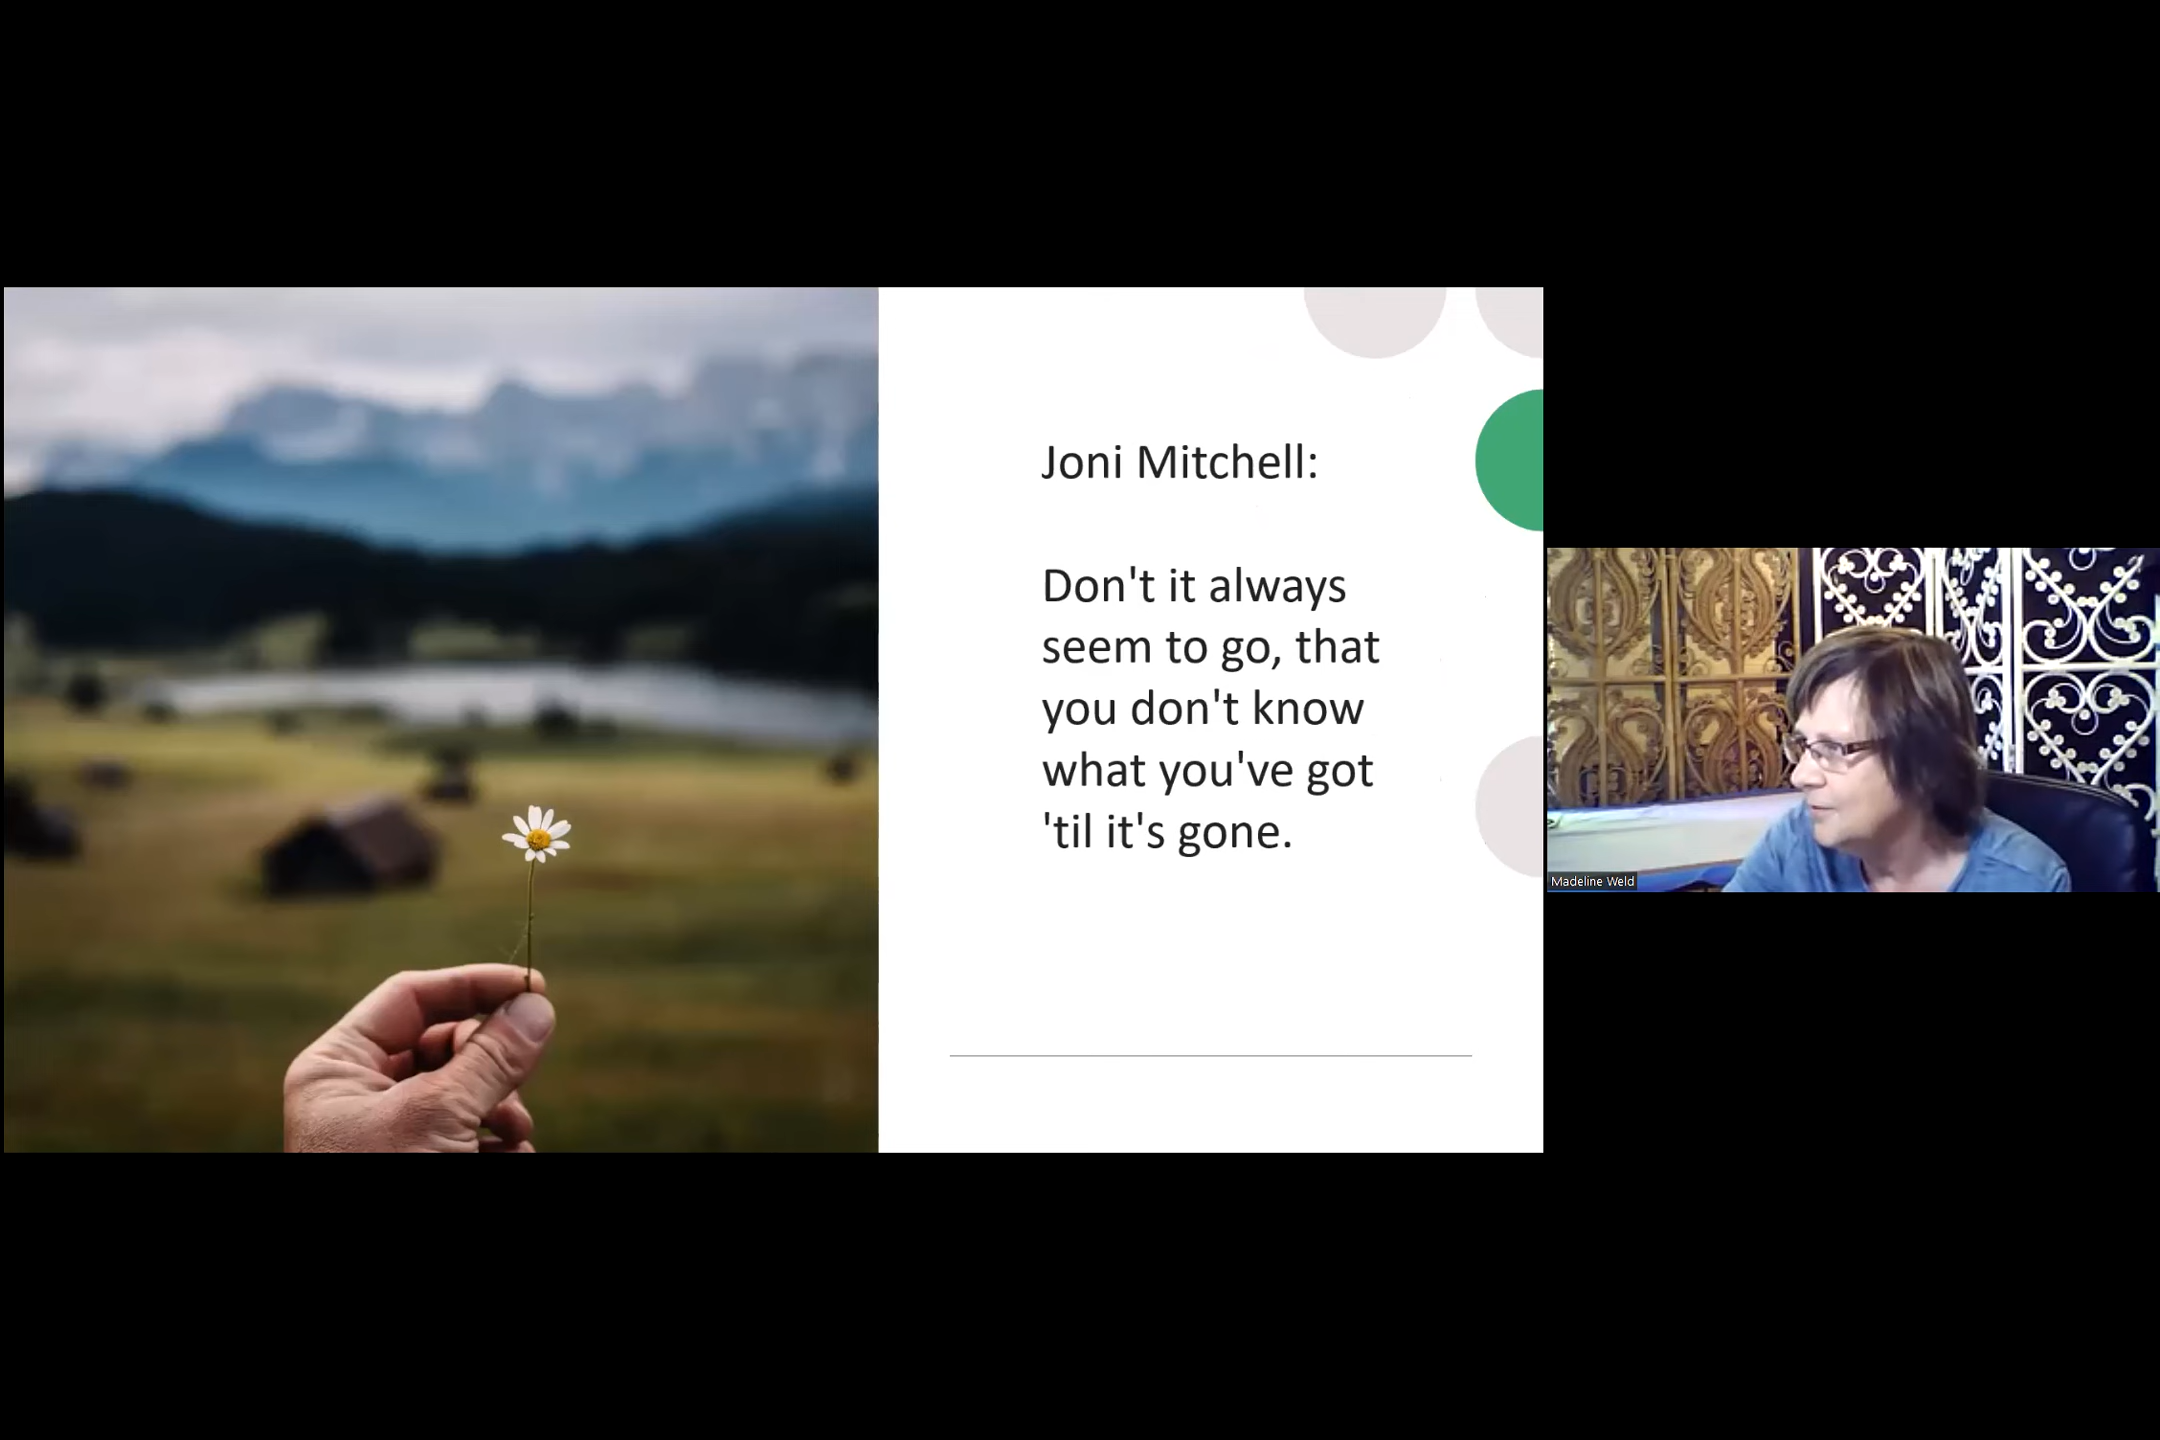 Joni Mitchell:
Don't it always
seem to go, that
you don't know
what you've got
'til it's gone.
Madeline Weld